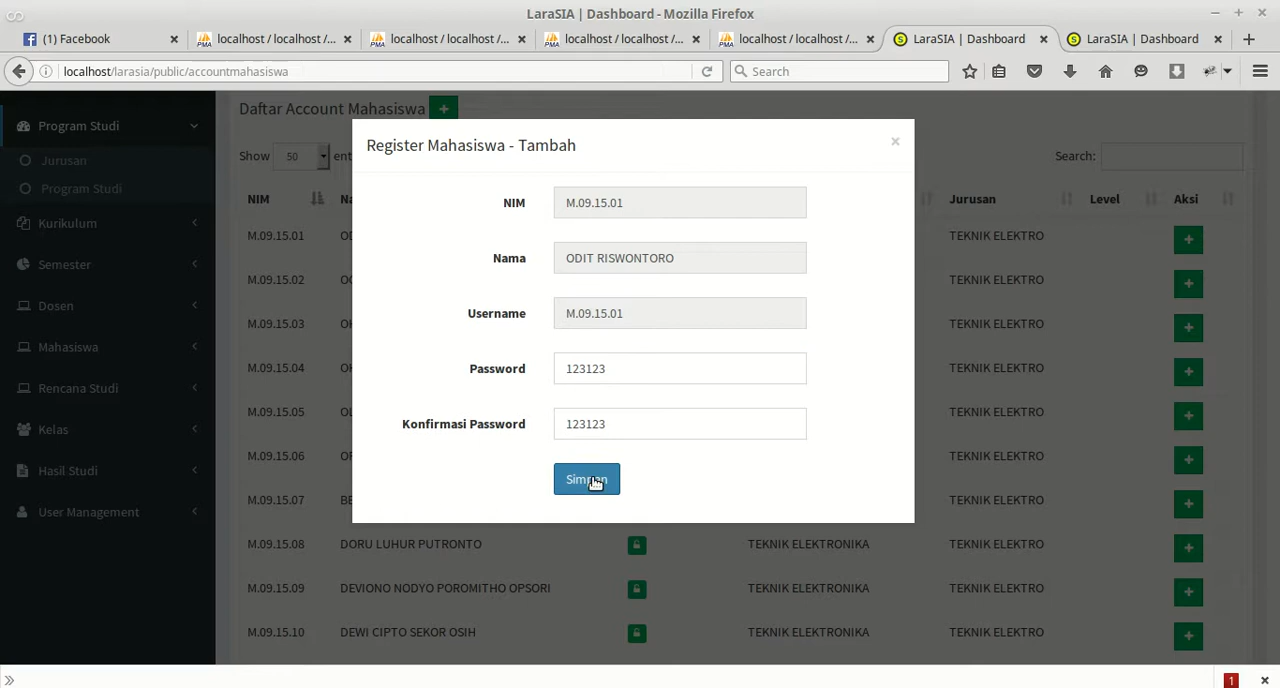 LaraSIA | Dashboard - Mozilla Firefox
(1) Facebook
localhost / localhost /...
localhost / localhost /...
localhost / localhost /...
localhost / localhost /...
LaraSIA | Dashboard
LaraSIA | Dashboard
localhost/larasia/public/accountmahasiswa
Search
Program Studi
Jurusan
Program Studi
Kurikulum
Semester
Dosen
Mahasiswa
Rencana Studi
Kelas
Hasil Studi
User Management
Daftar Account Mahasiswa
Show 50
Search:
NIM Jurusan Level Aksi
M.09.15.01 TEKNIK ELEKTRO
M.09.15.02 TEKNIK ELEKTRO
M.09.15.03 TEKNIK ELEKTRO
M.09.15.04 TEKNIK ELEKTRO
M.09.15.05 TEKNIK ELEKTRO
M.09.15.06 TEKNIK ELEKTRO
M.09.15.07 TEKNIK ELEKTRO
M.09.15.08 DORU LUHUR PUTRONTO TEKNIK ELEKTRONIKA TEKNIK ELEKTRO
M.09.15.09 DEVIONO NODYO POROMITHO OPSORI TEKNIK ELEKTRONIKA TEKNIK ELEKTRO
M.09.15.10 DEWI CIPTO SEKOR OSIH TEKNIK ELEKTRONIKA TEKNIK ELEKTRO
Register Mahasiswa - Tambah
×
NIM M.09.15.01
Nama ODIT RISWONTORO
Username M.09.15.01
Password 123123
Konfirmasi Password 123123
Simpan
1